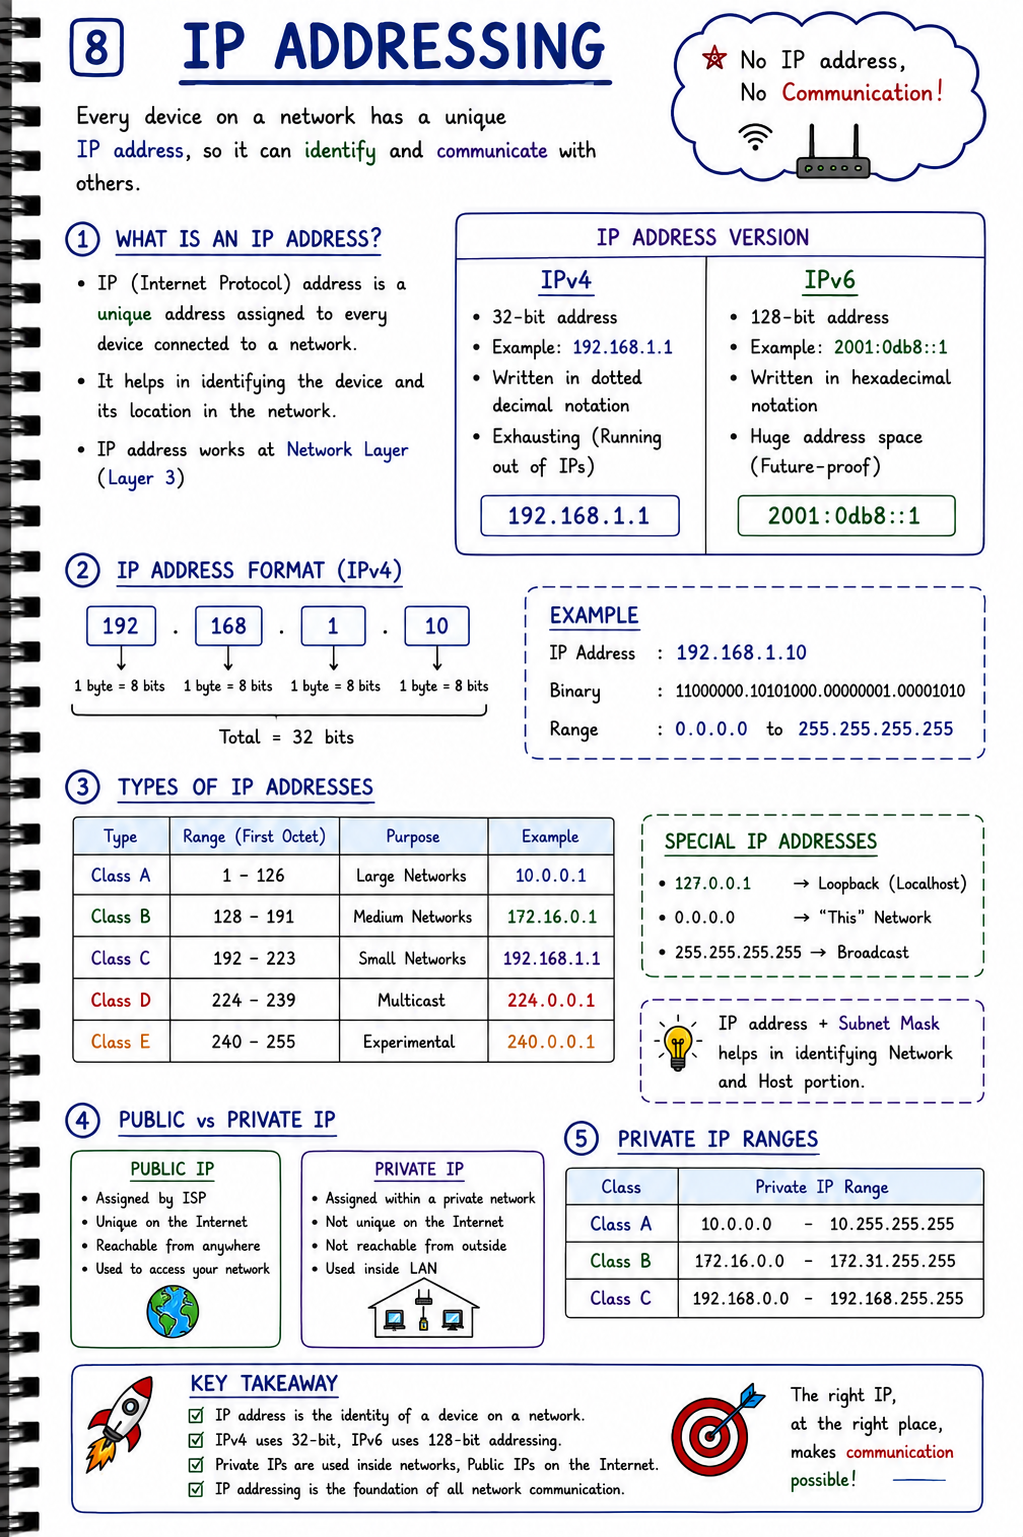 8
IP ADDRESSING
No IP address,
No Communication!
Every device on a network has a unique
IP address, so it can identify and communicate with
others.
1 WHAT IS AN IP ADDRESS?
• IP (Internet Protocol) address is a
unique address assigned to every
device connected to a network.
• It helps in identifying the device and
its location in the network.
• IP address works at Network Layer
(Layer 3)
IP ADDRESS VERSION
IPv4
• 32-bit address
• Example: 192.168.1.1
• Written in dotted
decimal notation
• Exhausting (Running
out of IPs)
192.168.1.1
IPv6
• 128-bit address
• Example: 2001:0db8::1
• Written in hexadecimal
notation
• Huge address space
(Future-proof)
2001:0db8::1
2 IP ADDRESS FORMAT (IPv4)
192 . 168 . 1 . 10
1 byte = 8 bits 1 byte = 8 bits 1 byte = 8 bits 1 byte = 8 bits
Total = 32 bits
EXAMPLE
IP Address : 192.168.1.10
Binary : 11000000.10101000.00000001.00001010
Range : 0.0.0.0 to 255.255.255.255
3 TYPES OF IP ADDRESSES
Type Range (First Octet) Purpose Example
Class A 1 - 126 Large Networks 10.0.0.1
Class B 128 - 191 Medium Networks 172.16.0.1
Class C 192 - 223 Small Networks 192.168.1.1
Class D 224 - 239 Multicast 224.0.0.1
Class E 240 - 255 Experimental 240.0.0.1
SPECIAL IP ADDRESSES
• 127.0.0.1 → Loopback (Localhost)
• 0.0.0.0 → “This” Network
• 255.255.255.255 → Broadcast
IP address + Subnet Mask
helps in identifying Network
and Host portion.
4 PUBLIC vs PRIVATE IP
PUBLIC IP
• Assigned by ISP
• Unique on the Internet
• Reachable from anywhere
• Used to access your network
PRIVATE IP
• Assigned within a private network
• Not unique on the Internet
• Not reachable from outside
• Used inside LAN
5 PRIVATE IP RANGES
Class Private IP Range
Class A 10.0.0.0 - 10.255.255.255
Class B 172.16.0.0 - 172.31.255.255
Class C 192.168.0.0 - 192.168.255.255
KEY TAKEAWAY
☑ IP address is the identity of a device on a network.
☑ IPv4 uses 32-bit, IPv6 uses 128-bit addressing.
☑ Private IPs are used inside networks, Public IPs on the Internet.
☑ IP addressing is the foundation of all network communication.
The right IP,
at the right place,
makes communication
possible!